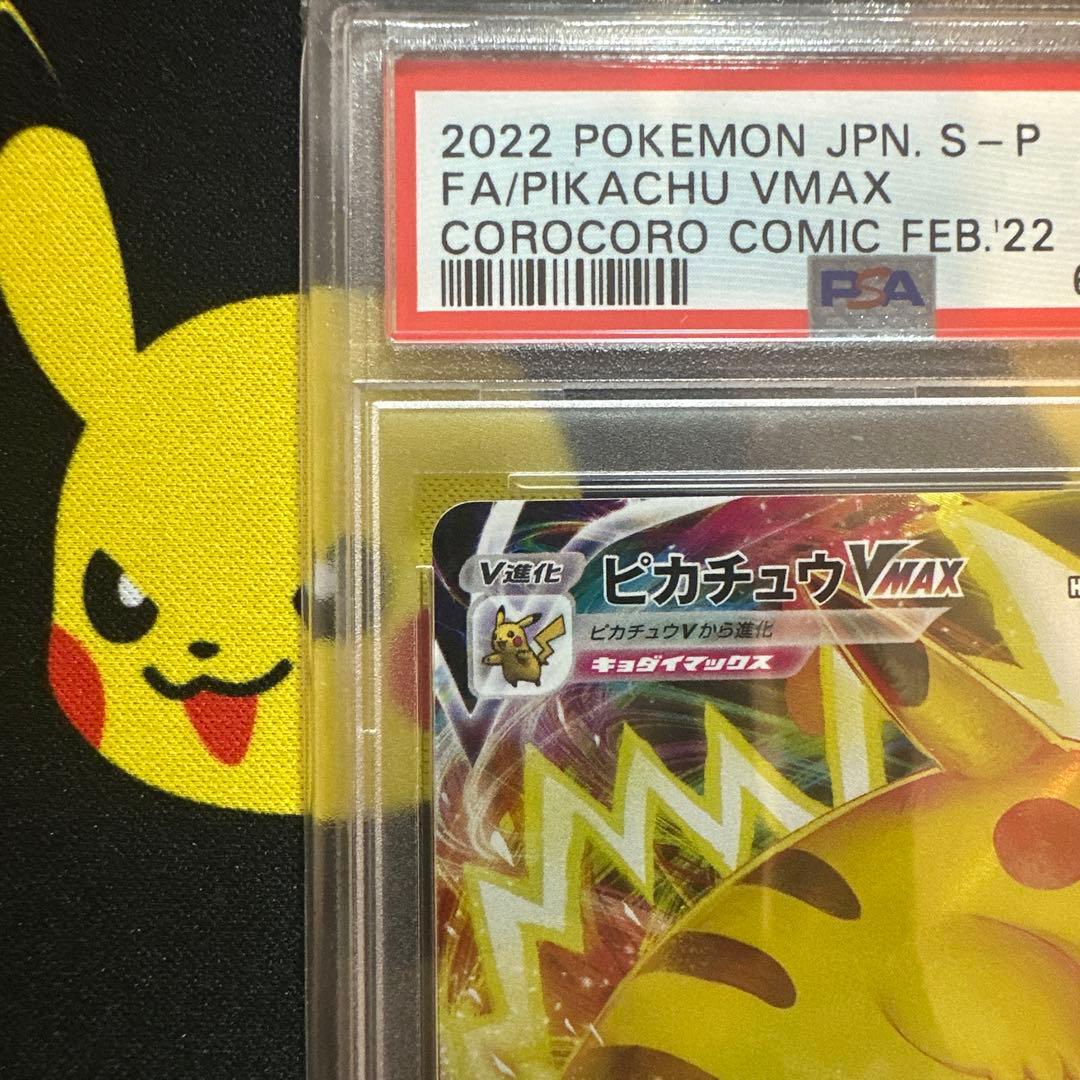 2022 POKEMON JPN. S-P
FA/PIKACHU VMAX
COROCORO COMIC FEB.'22
PSA
V進化
ピカチュウVMAX
ピカチュウVから進化
キョダイマックス